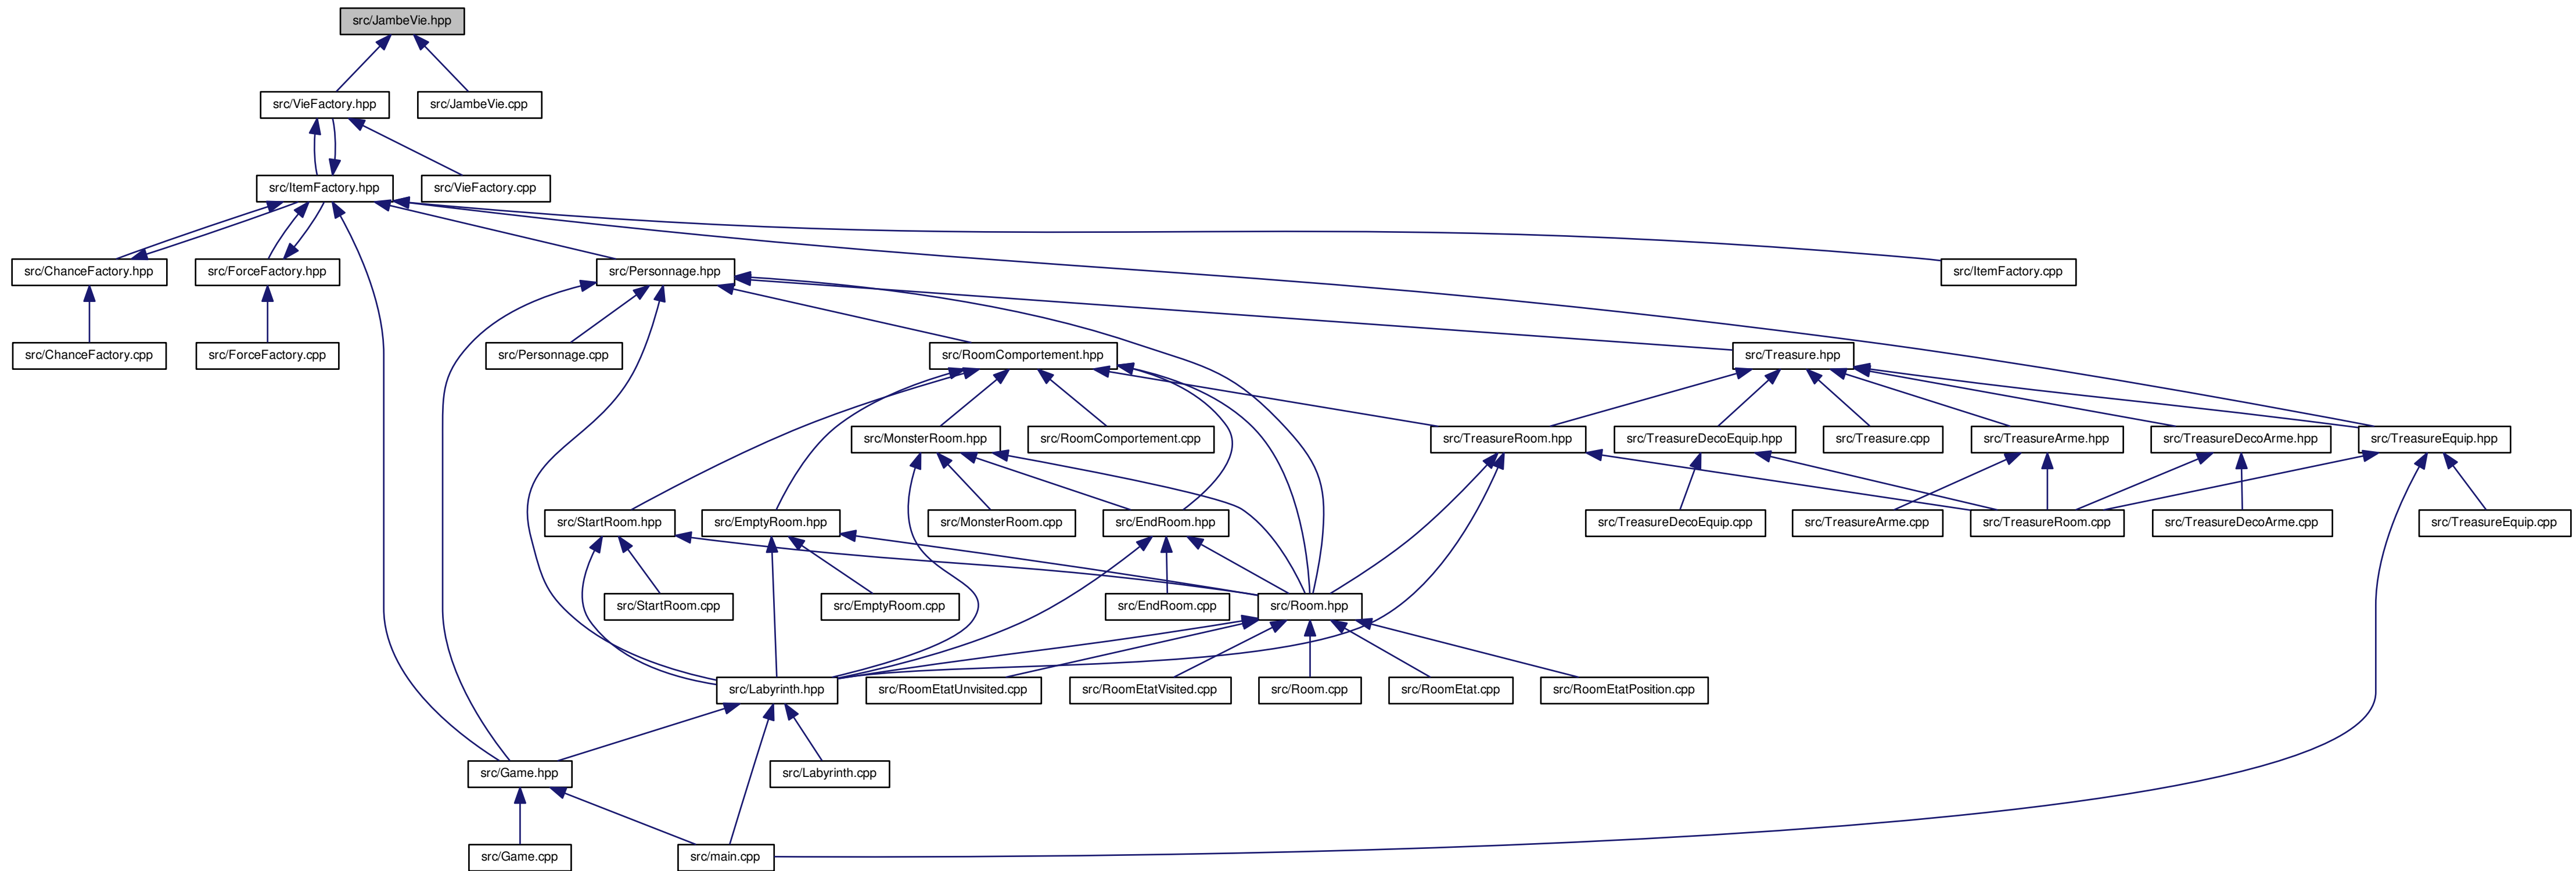 src/JambeVie.hpp
src/VieFactory.hpp
src/JambeVie.cpp
src/ItemFactory.hpp
src/VieFactory.cpp
src/ChanceFactory.hpp
src/ForceFactory.hpp
src/Personnage.hpp
src/ItemFactory.cpp
src/ChanceFactory.cpp
src/ForceFactory.cpp
src/Personnage.cpp
src/RoomComportement.hpp
src/Treasure.hpp
src/MonsterRoom.hpp
src/RoomComportement.cpp
src/TreasureRoom.hpp
src/TreasureDecoEquip.hpp
src/Treasure.cpp
src/TreasureArme.hpp
src/TreasureDecoArme.hpp
src/TreasureEquip.hpp
src/StartRoom.hpp
src/EmptyRoom.hpp
src/MonsterRoom.cpp
src/EndRoom.hpp
src/TreasureDecoEquip.cpp
src/TreasureArme.cpp
src/TreasureRoom.cpp
src/TreasureDecoArme.cpp
src/TreasureEquip.cpp
src/StartRoom.cpp
src/EmptyRoom.cpp
src/EndRoom.cpp
src/Room.hpp
src/Labyrinth.hpp
src/RoomEtatUnvisited.cpp
src/RoomEtatVisited.cpp
src/Room.cpp
src/RoomEtat.cpp
src/RoomEtatPosition.cpp
src/Game.hpp
src/Labyrinth.cpp
src/Game.cpp
src/main.cpp